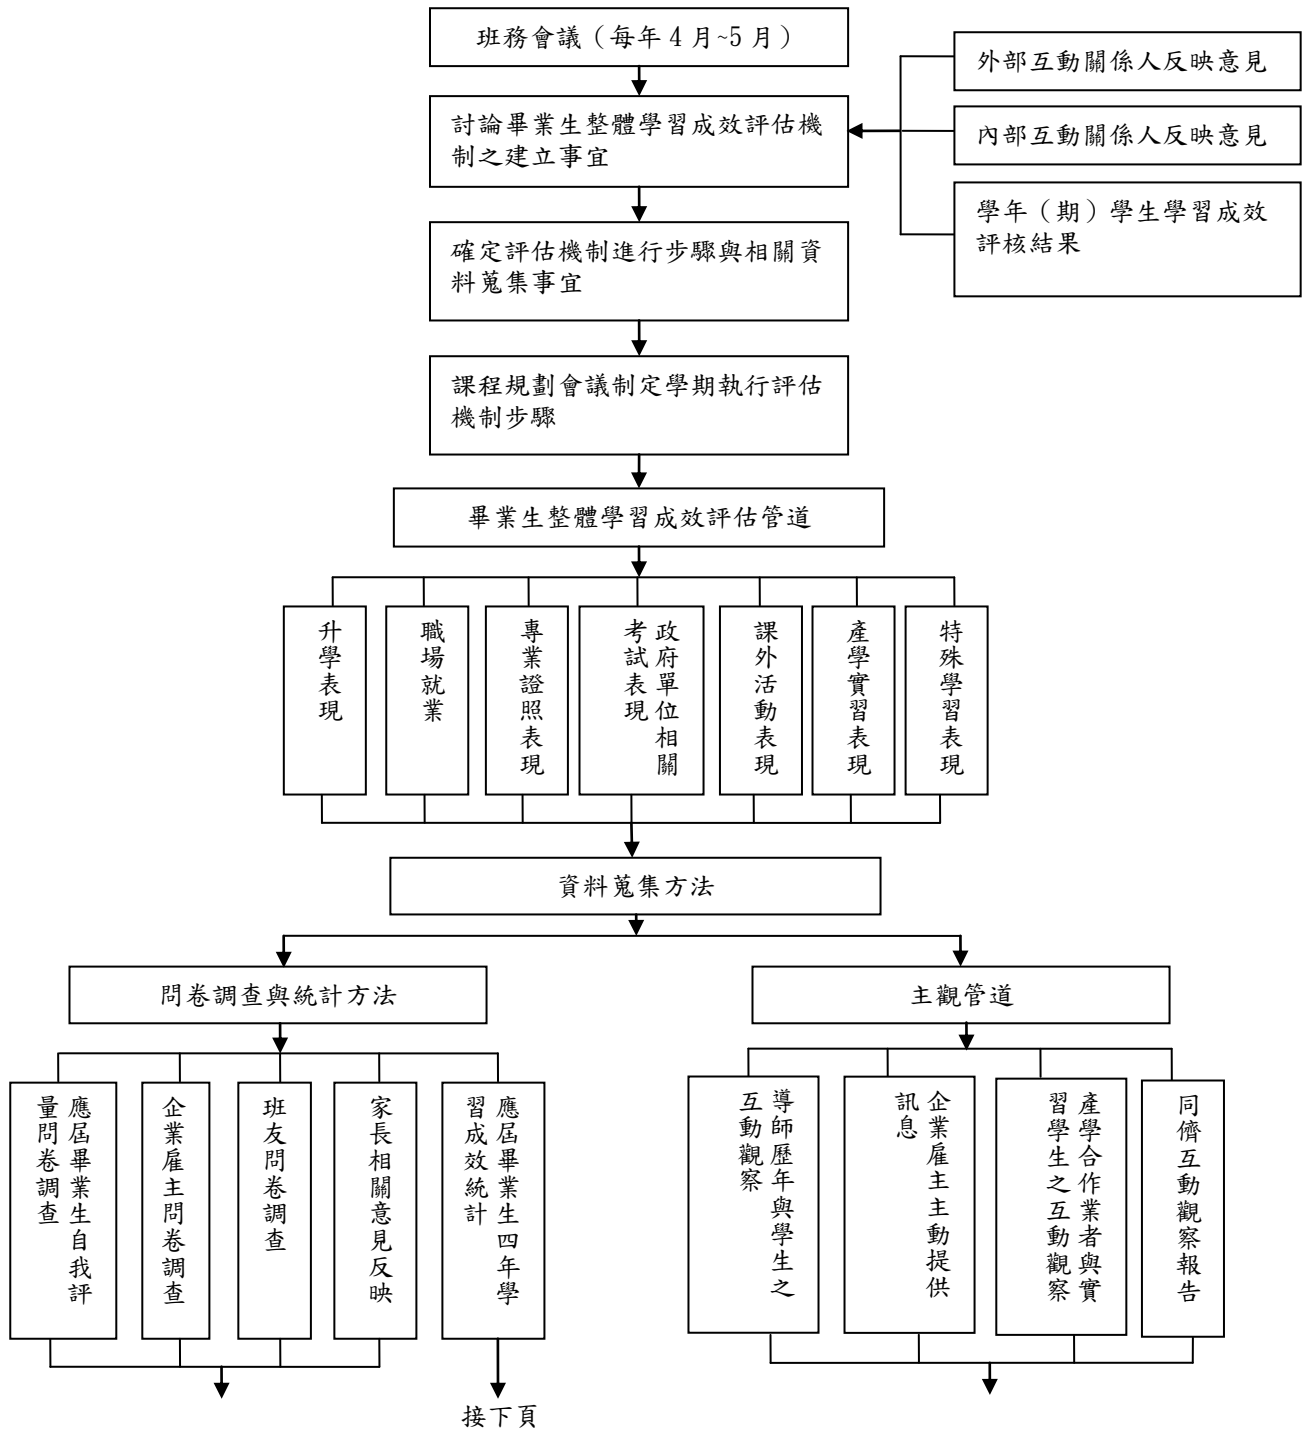 班務會議（每年 4 月~5 月）
外部互動關係人反映意見
討論畢業生整體學習成效評估機
制之建立事宜
內部互動關係人反映意見
學年（期）學生學習成效
評核結果
確定評估機制進行步驟與相關資
料蒐集事宜
課程規劃會議制定學期執行評估
機制步驟
畢業生整體學習成效評估管道
升學表現
職場就業
專業證照表現
政府單位相關
考試表現
課外活動表現
產學實習表現
特殊學習表現
資料蒐集方法
問卷調查與統計方法
主觀管道
應屆畢業生自我評
量問卷調查
企業雇主問卷調查
班友問卷調查
家長相關意見反映
應屆畢業生四年學
習成效統計
導師歷年與學生之
互動觀察
企業雇主主動提供
訊息
產學合作業者與實
習學生之互動觀察
同儕互動觀察報告
接下頁